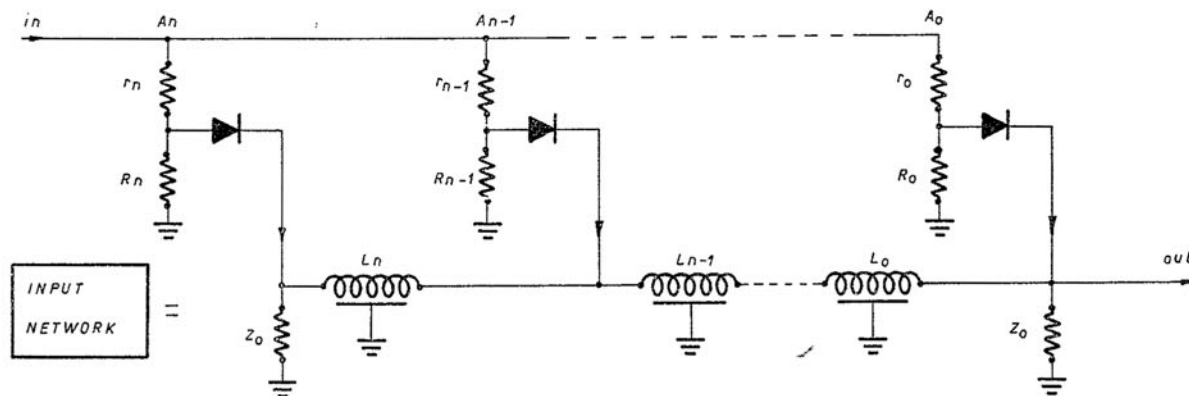 in An An-1 Ao
rn rn-1 ro
Rn Rn-1 Ro
Ln Ln-1 Lo out
INPUT
NETWORK
=
Zo Zo